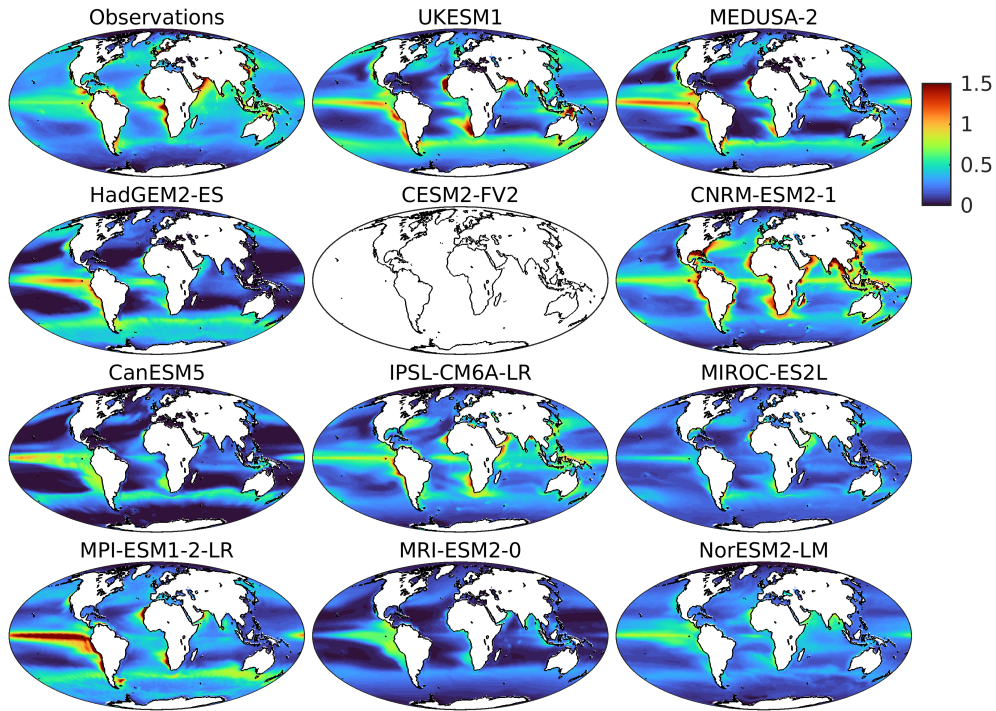 Observations
UKESM1
MEDUSA-2
1.5
1
0.5
0
HadGEM2-ES
CESM2-FV2
CNRM-ESM2-1
CanESM5
IPSL-CM6A-LR
MIROC-ES2L
MPI-ESM1-2-LR
MRI-ESM2-0
NorESM2-LM